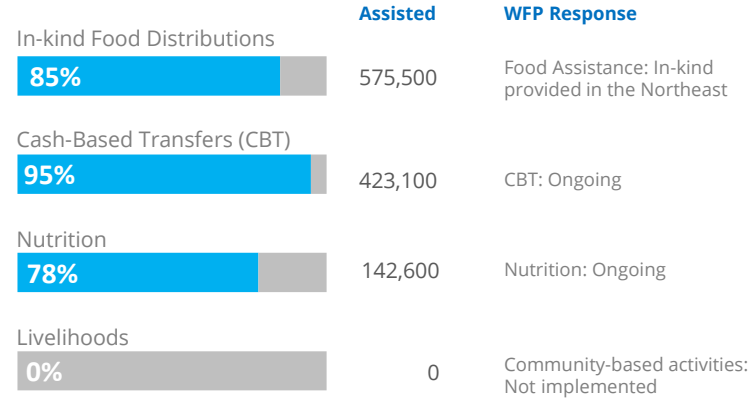 Assisted WFP Response
In-kind Food Distributions
85% 575,500 Food Assistance: In-kind
provided in the Northeast
Cash-Based Transfers (CBT)
95% 423,100 CBT: Ongoing
Nutrition
78% 142,600 Nutrition: Ongoing
Livelihoods
0% 0 Community-based activities:
Not implemented